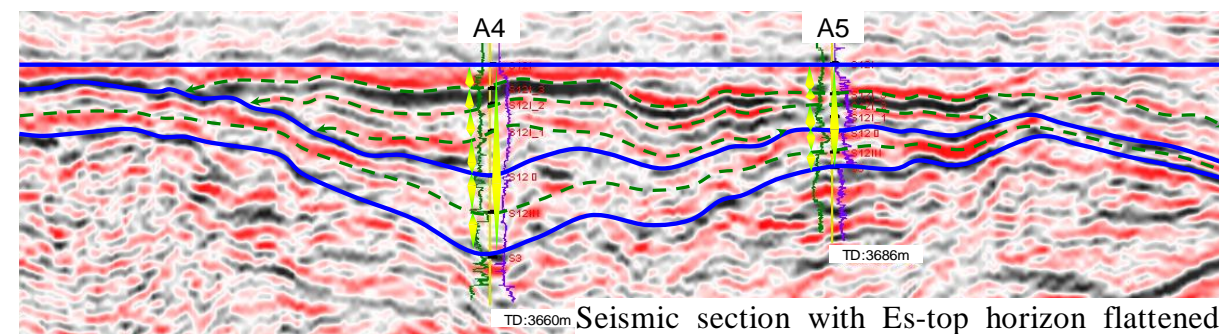 A4
A5
S12I_2
S12I_1
S12I_1
S12II
S12II
S12III
S12III
S3
TD:3686m
TD:3660m
Seismic section with Es-top horizon flattened